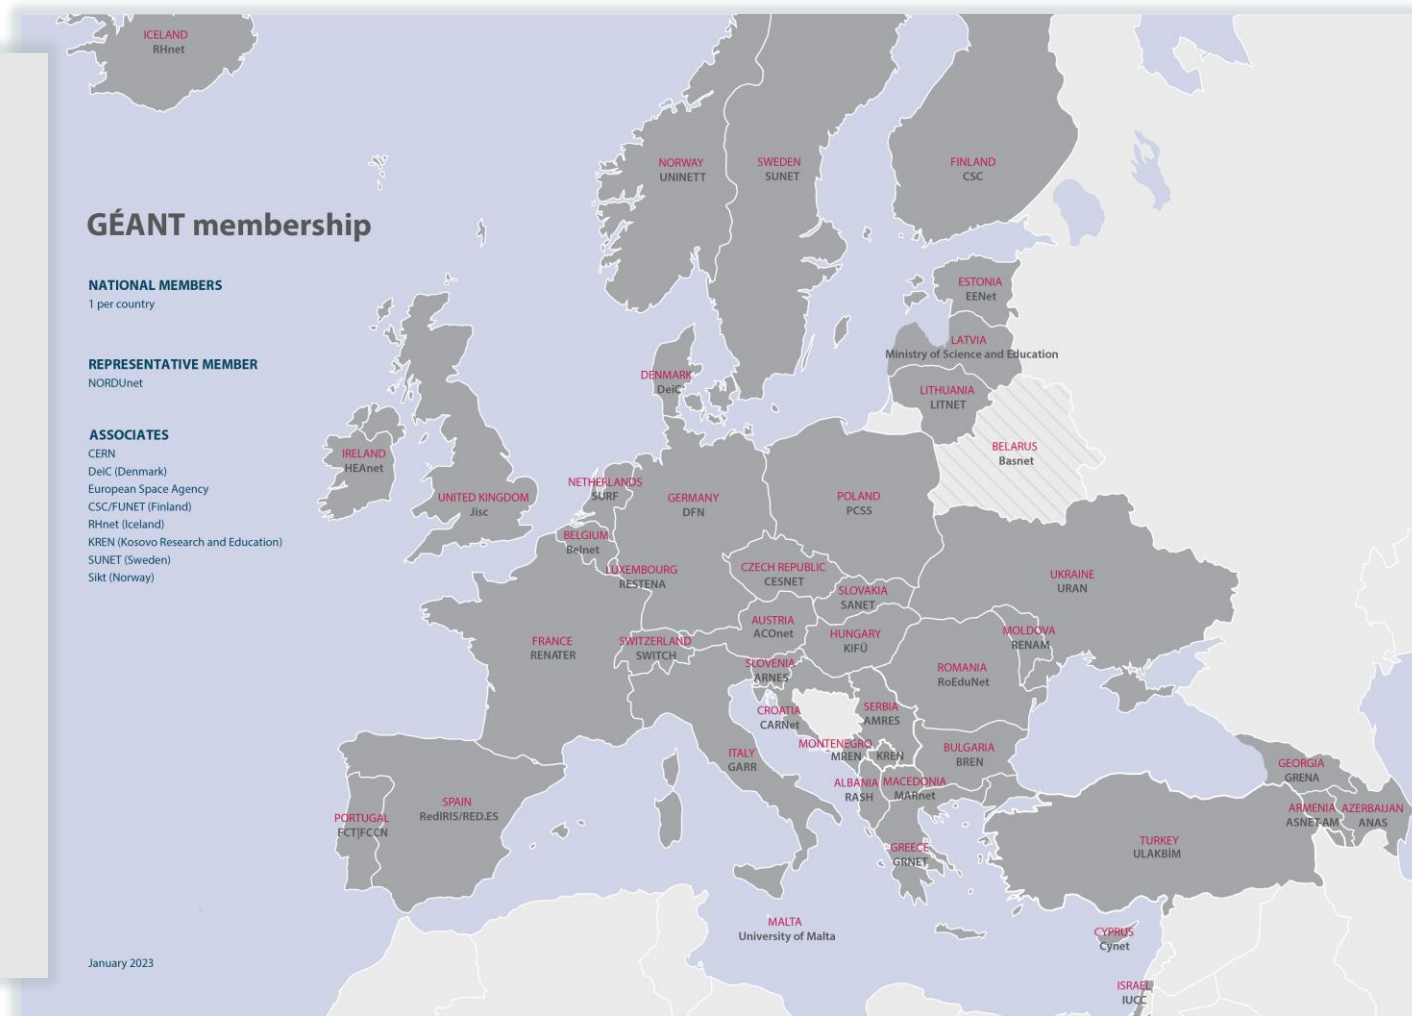 ICELAND
RHnet
NORWAY
UNINETT
SWEDEN
SUNET
FINLAND
CSC
GÉANT membership
NATIONAL MEMBERS
1 per country
REPRESENTATIVE MEMBER
NORDUnet
ASSOCIATES
CERN
DeiC (Denmark)
European Space Agency
CSC/FUNET (Finland)
RHnet (Iceland)
KREN (Kosovo Research and Education)
SUNET (Sweden)
Sikt (Norway)
ESTONIA
EENet
LATVIA
Ministry of Science and Education
DENMARK
DeiC
LITHUANIA
LITNET
BELARUS
Basnet
IRELAND
HEAnet
UNITED KINGDOM
Jisc
NETHERLANDS
SURF
GERMANY
DFN
POLAND
PCSS
BELGIUM
Belnet
LUXEMBOURG
RESTENA
CZECH REPUBLIC
CESNET
SLOVAKIA
SANET
UKRAINE
URAN
FRANCE
RENATER
SWITZERLAND
SWITCH
AUSTRIA
ACOnet
HUNGARY
KIFÜ
MOLDOVA
RENAM
SLOVENIA
ARNES
ROMANIA
RoEduNet
CROATIA
CARNet
SERBIA
AMRES
MONTENEGRO
MREN
KREN
BULGARIA
BREN
ITALY
GARR
ALBANIA
RASH
MACEDONIA
MARnet
GEORGIA
GRENA
PORTUGAL
FCT|FCCN
SPAIN
RedIRIS/RED.ES
ARMENIA
ASNET-AM
AZERBAIJAN
ANAS
GREECE
GRNET
TURKEY
ULAKBİM
MALTA
University of Malta
CYPRUS
Cynet
ISRAEL
IUCC
January 2023